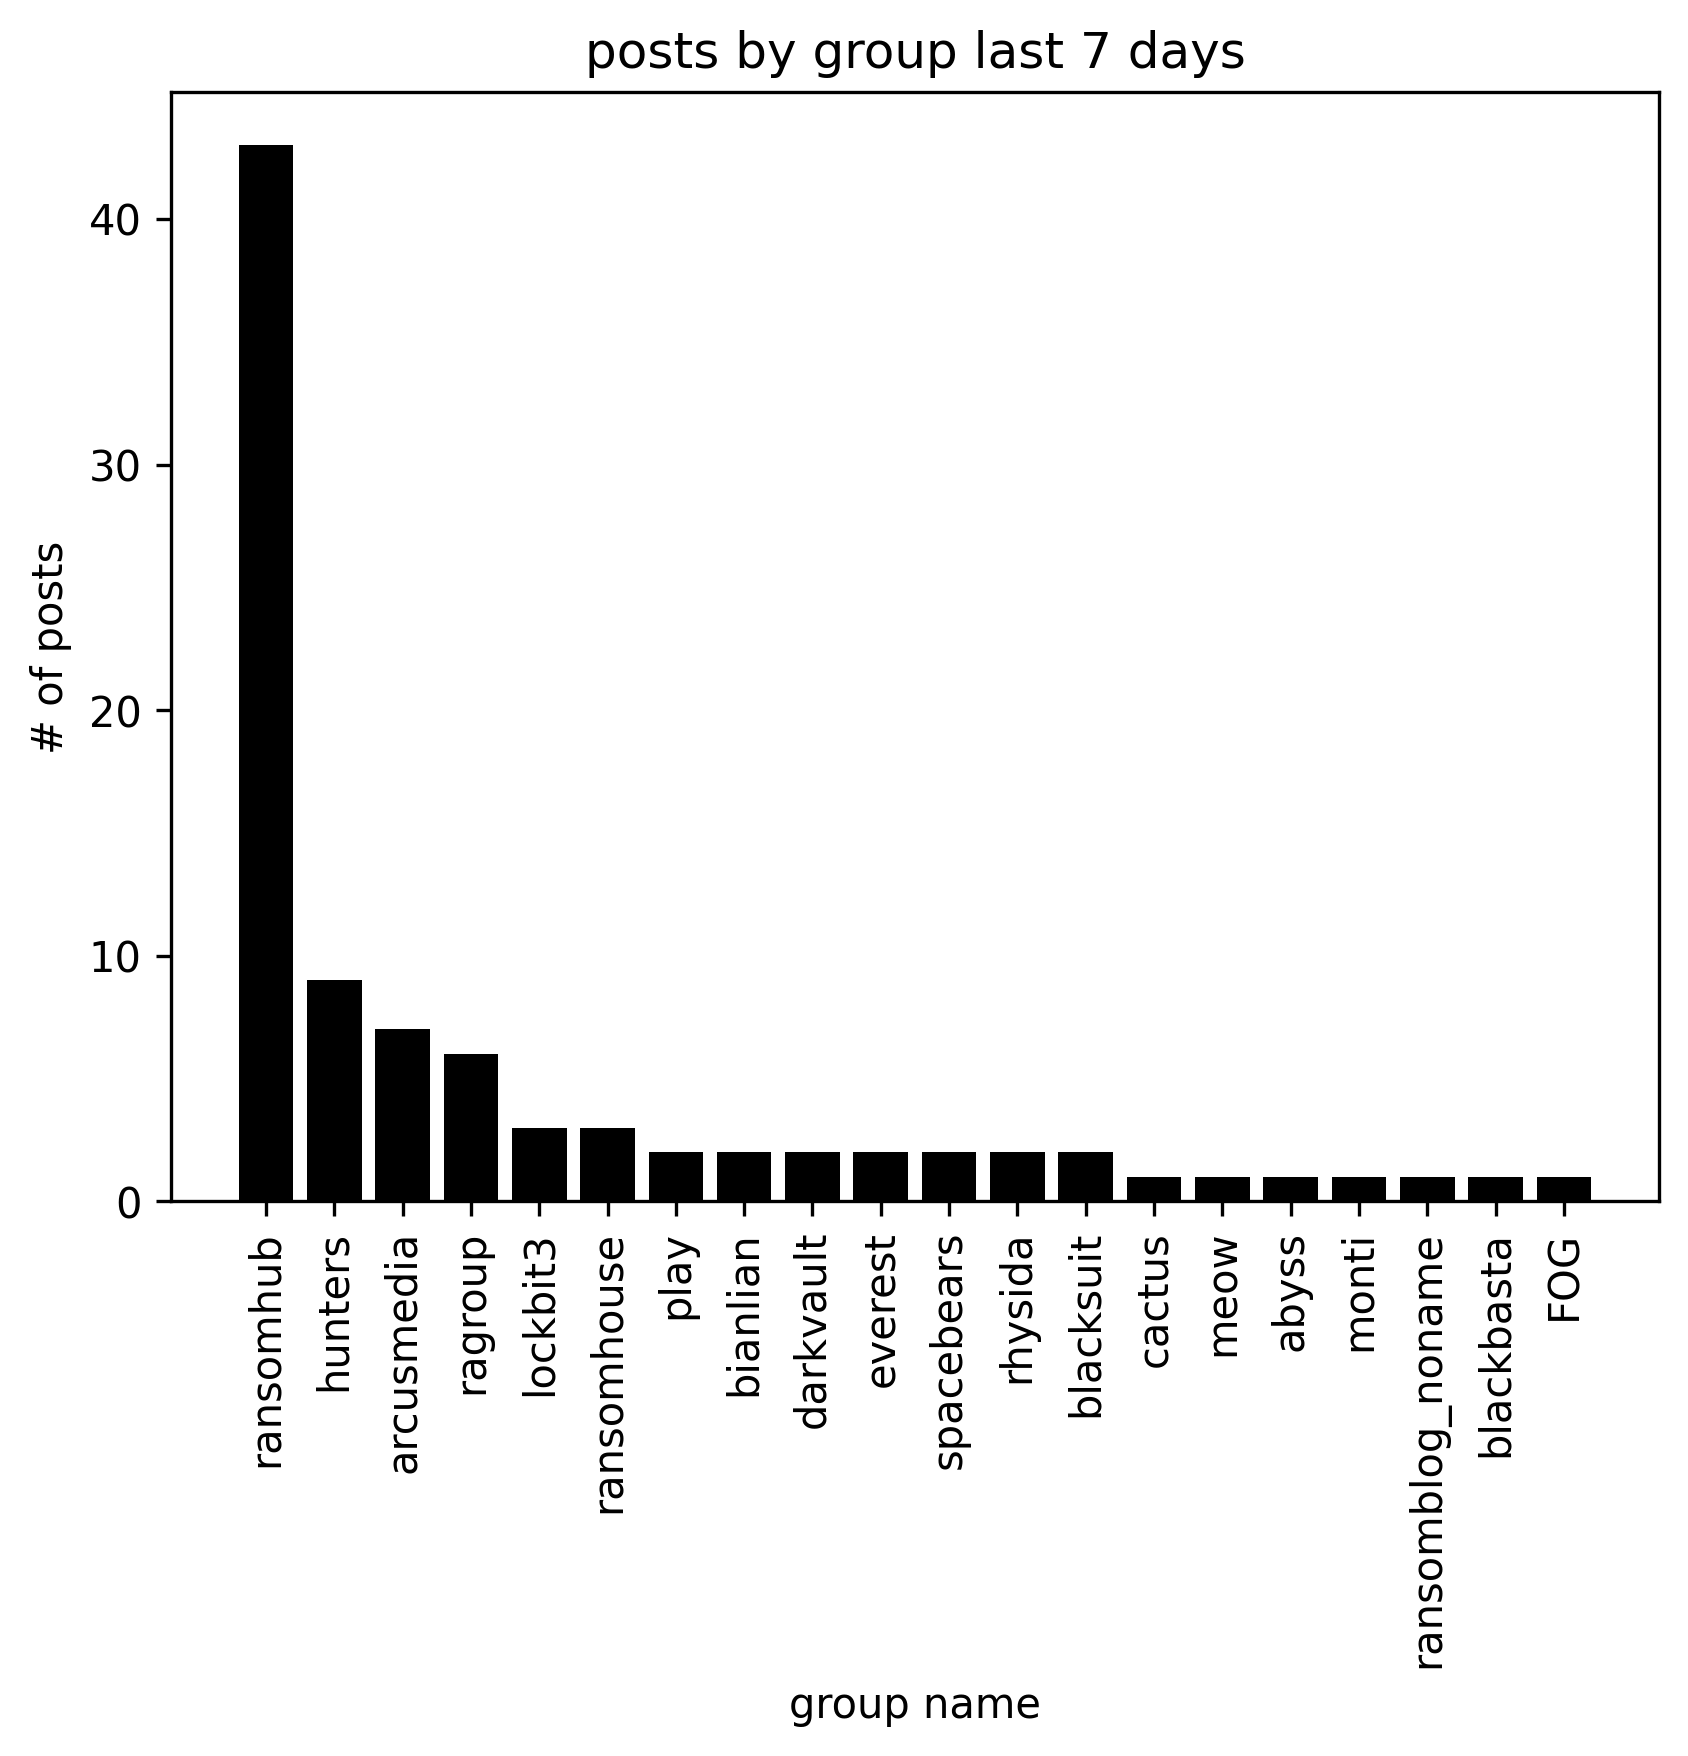 posts by group last 7 days
# of posts
40
30
20
10
0
ransomhub
hunters
arcusmedia
ragroup
lockbit3
ransomhouse
play
bianlian
darkvault
everest
spacebears
rhysida
blacksuit
cactus
meow
abyss
monti
ransomblog_noname
blackbasta
FOG
group name